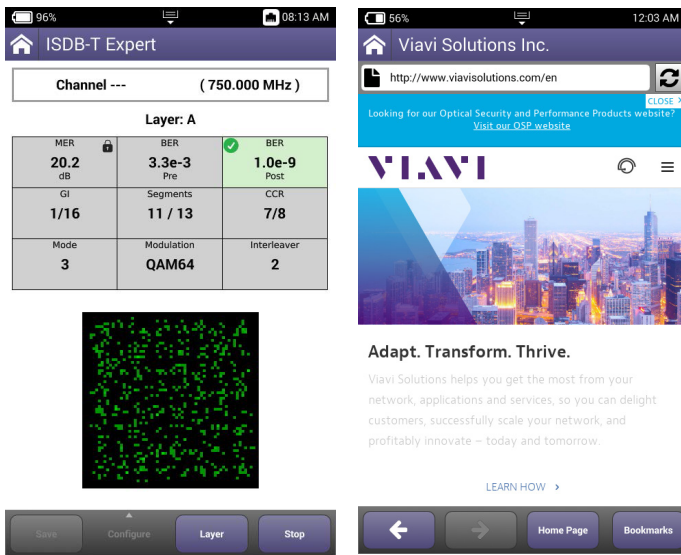 96%
08:13 AM
ISDB-T Expert
Channel --- ( 750.000 MHz )
Layer: A
MER BER BER
20.2 3.3e-3 1.0e-9
dB Pre Post
GI Segments CCR
1/16 11 / 13 7/8
Mode Modulation Interleaver
3 QAM64 2
Save Configure Layer Stop
56%
12:03 AM
Viavi Solutions Inc.
http://www.viavisolutions.com/en
CLOSE
Looking for our Optical Security and Performance Products website?
Visit our OSP website
VIAVI
Adapt. Transform. Thrive.
Viavi Solutions helps you get the most from your
network, applications and services, so you can delight
customers, successfully scale your network, and
profitably innovate – today and tomorrow.
LEARN HOW >
Home Page Bookmarks